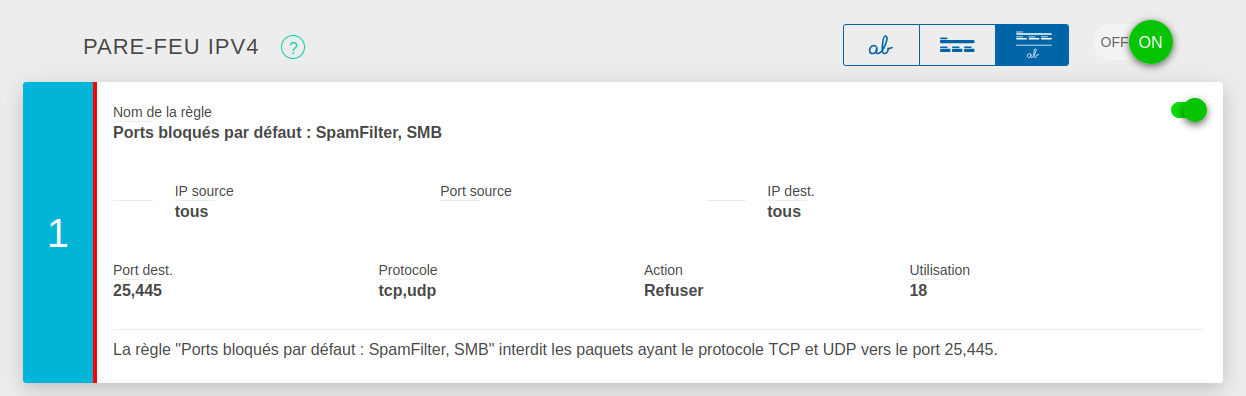 PARE-FEU IPV4 ? ab ab OFF ON
Nom de la règle
Ports bloqués par défaut : SpamFilter, SMB
1
IP source Port source IP dest.
tous tous
Port dest. Protocole Action Utilisation
25,445 tcp,udp Refuser 18
La règle "Ports bloqués par défaut : SpamFilter, SMB" interdit les paquets ayant le protocole TCP et UDP vers le port 25,445.